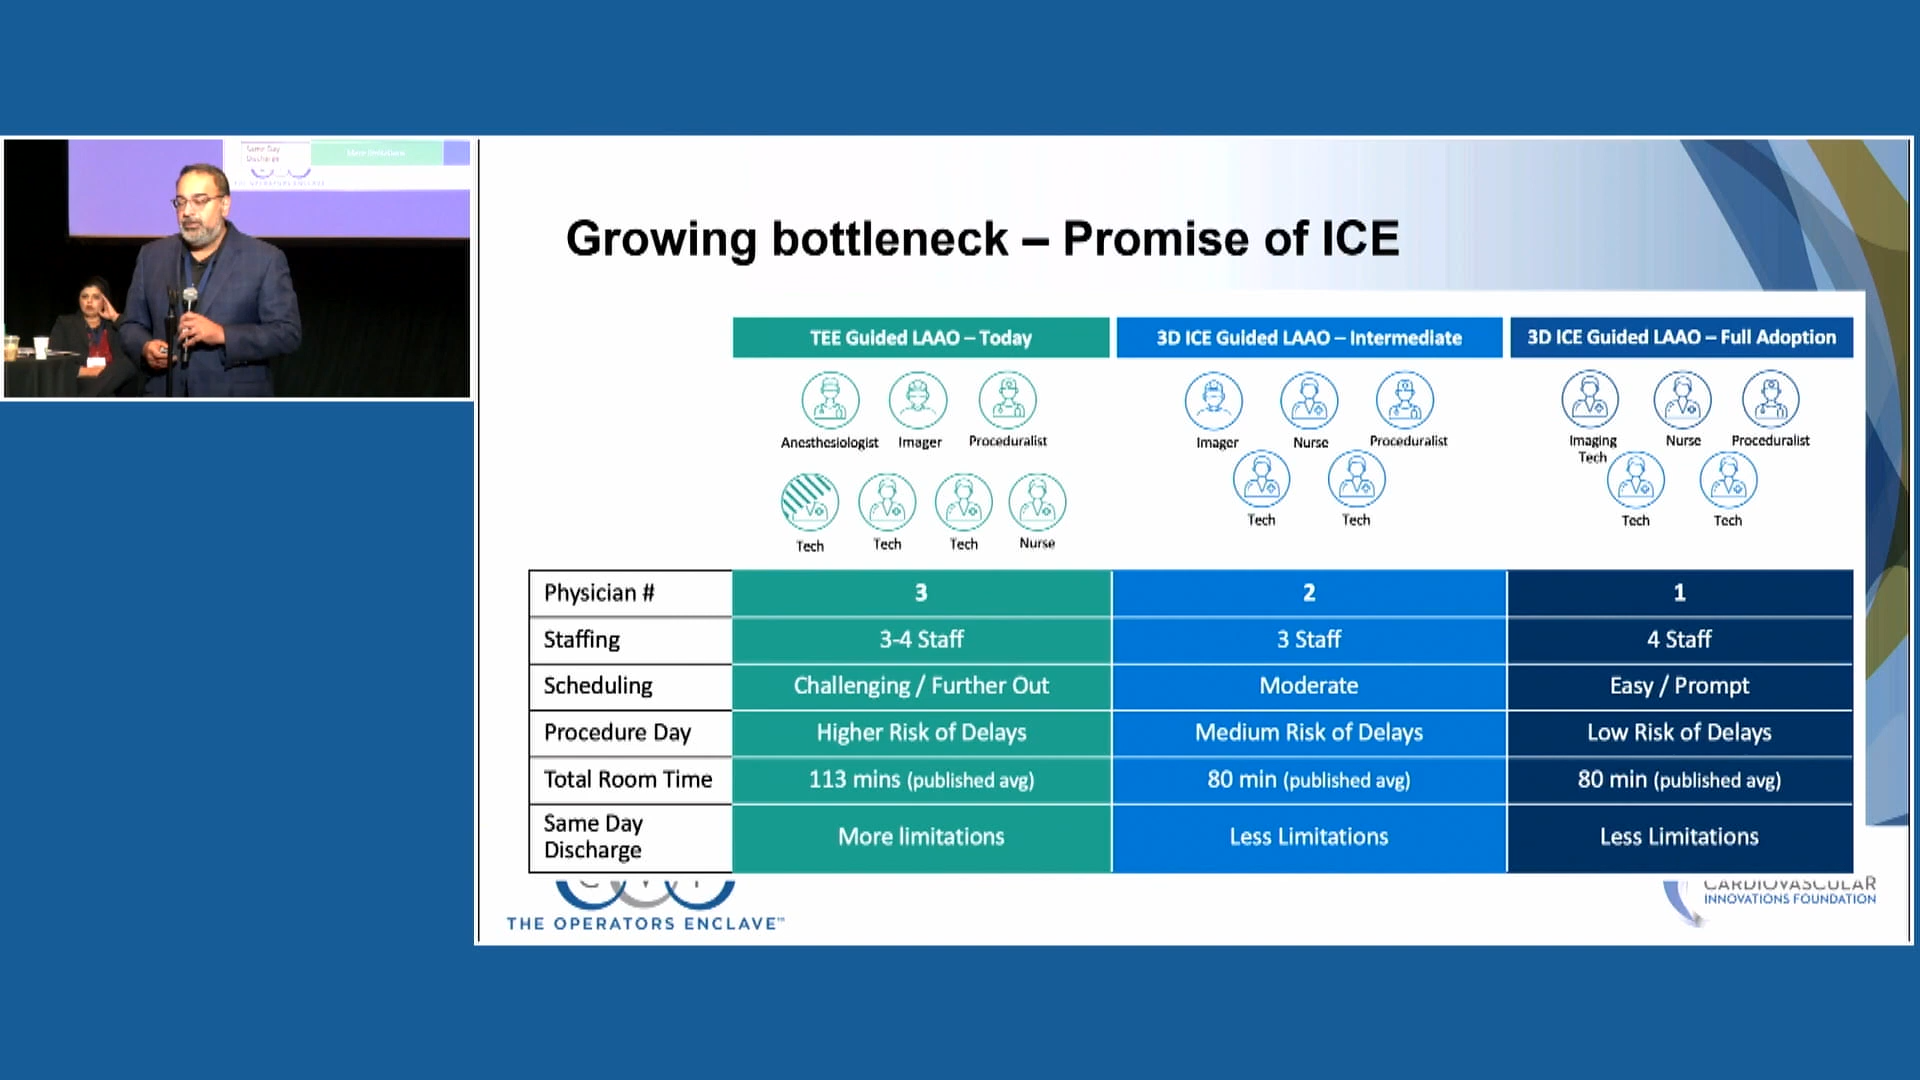 Same Day
Discharge
More limitations
Growing bottleneck – Promise of ICE
TEE Guided LAAO – Today
3D ICE Guided LAAO – Intermediate
3D ICE Guided LAAO – Full Adoption
Anesthesiologist
Imager
Proceduralist
Tech
Tech
Tech
Nurse
Imager
Nurse
Proceduralist
Tech
Tech
Imaging
Tech
Nurse
Proceduralist
Tech
Tech
Physician #
3
2
1
Staffing
3-4 Staff
3 Staff
4 Staff
Scheduling
Challenging / Further Out
Moderate
Easy / Prompt
Procedure Day
Higher Risk of Delays
Medium Risk of Delays
Low Risk of Delays
Total Room Time
113 mins (published avg)
80 min (published avg)
80 min (published avg)
Same Day
Discharge
More limitations
Less Limitations
Less Limitations
THE OPERATORS ENCLAVE™
CARDIOVASCULAR
INNOVATIONS FOUNDATION